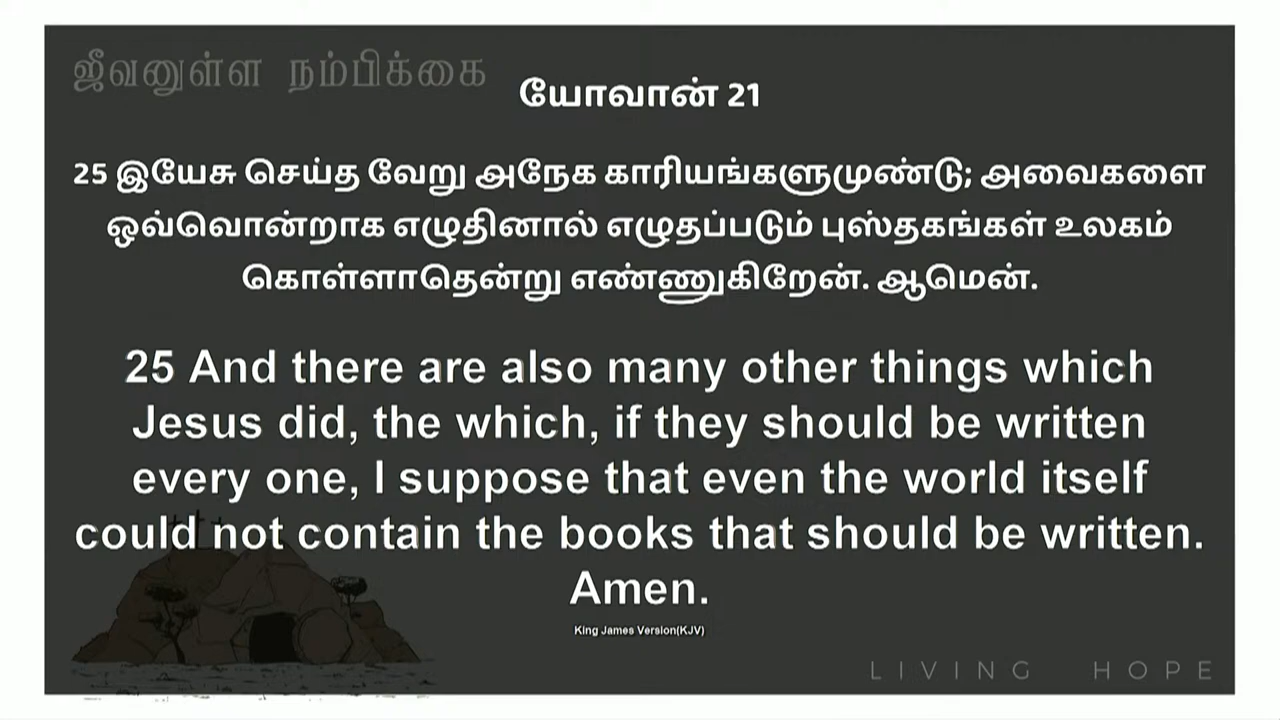 ஜீவனுள்ள நம்பிக்கை
யோவான் 21
25 இயேசு செய்த வேறு அநேக காரியங்களுமுண்டு; அவைகளை
ஒவ்வொன்றாக எழுதினால் எழுதப்படும் புஸ்தகங்கள் உலகம்
கொள்ளாதென்று எண்ணுகிறேன். ஆமென்.
25 And there are also many other things which
Jesus did, the which, if they should be written
every one, I suppose that even the world itself
could not contain the books that should be written.
Amen.
King James Version(KJV)
LIVING HOPE